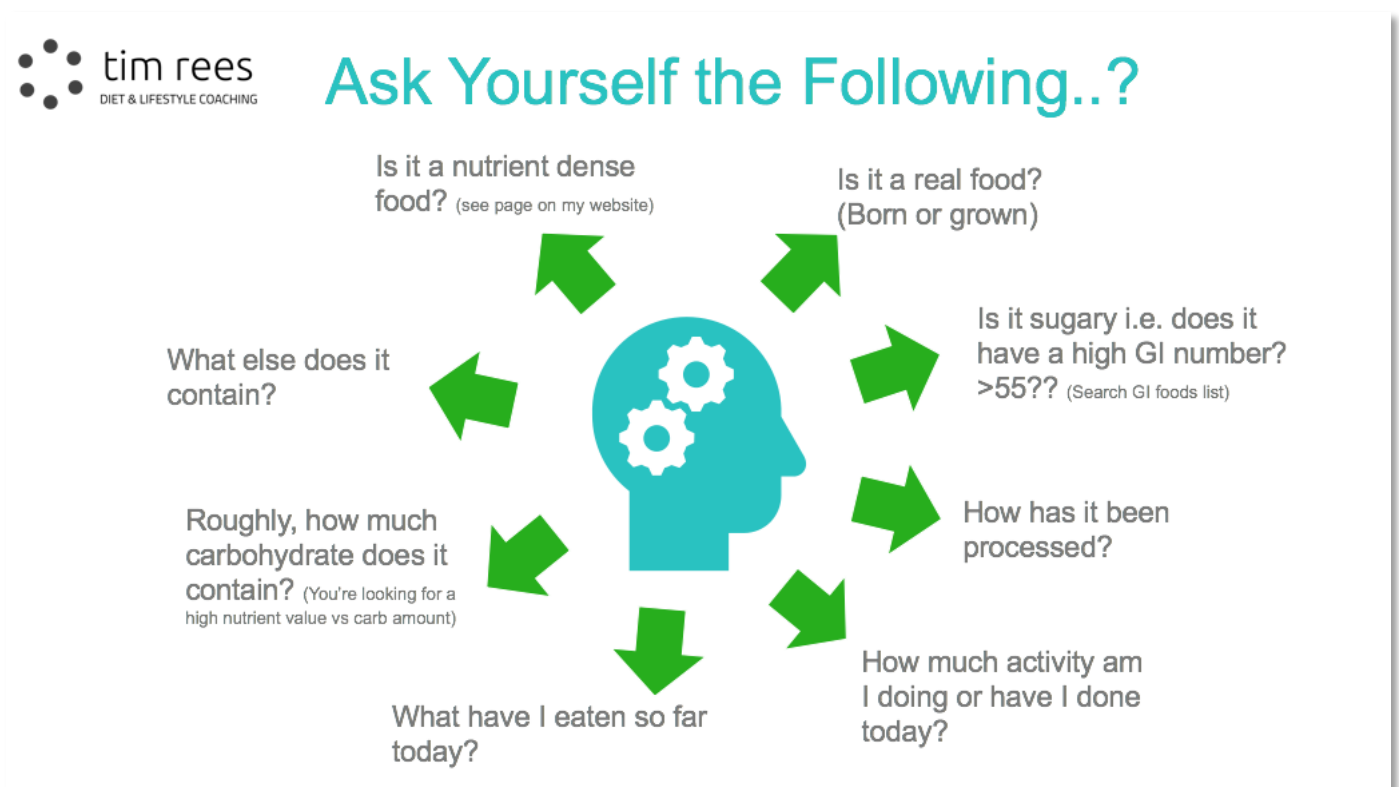 tim rees
DIET & LIFESTYLE COACHING
Ask Yourself the Following..?
Is it a nutrient dense
food? (see page on my website)
Is it a real food?
(Born or grown)
Is it sugary i.e. does it
have a high GI number?
>55?? (Search GI foods list)
How has it been
processed?
How much activity am
I doing or have I done
today?
What have I eaten so far
today?
Roughly, how much
carbohydrate does it
contain? (You're looking for a
high nutrient value vs carb amount)
What else does it
contain?